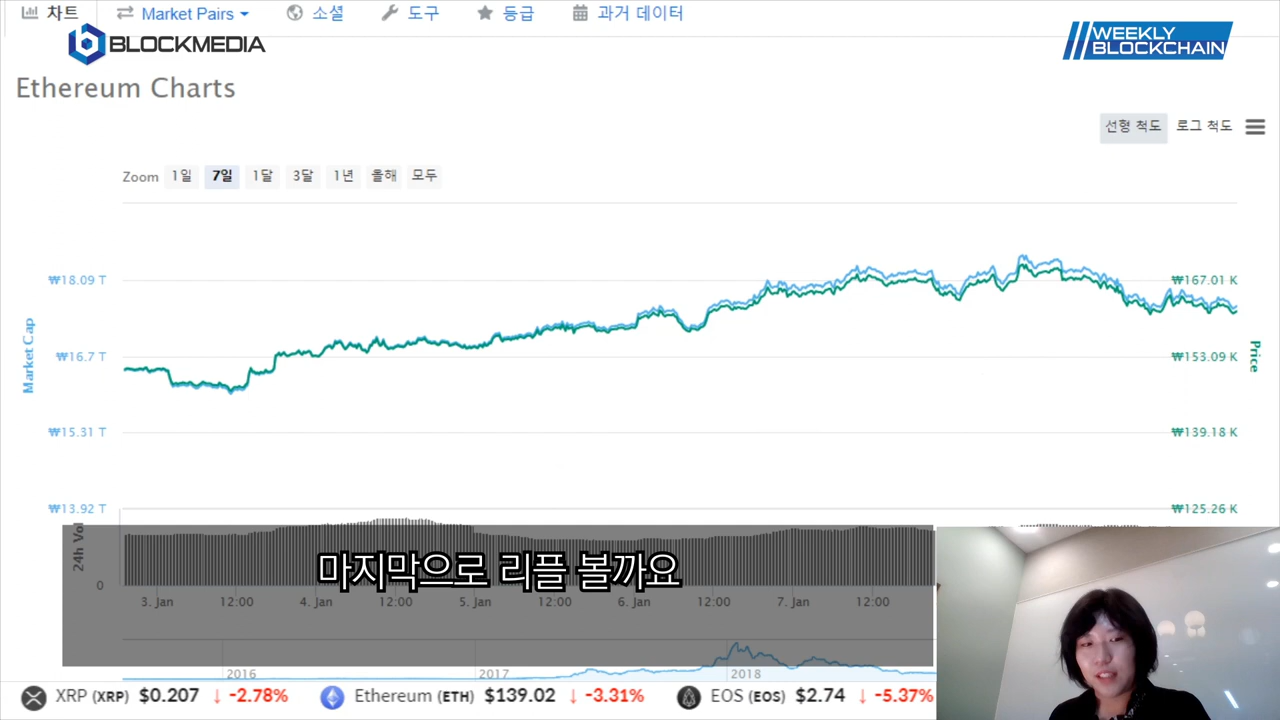 차트 Market Pairs 소셜 도구 등급 과거 데이터
BLOCKMEDIA
WEEKLY
BLOCKCHAIN
Ethereum Charts
선형 척도 로그 척도
Zoom 1일 7일 1달 3달 1년 올해 모두
₩18.09 T ₩167.01 K
Market Cap
₩16.7 T ₩153.09 K
Price
₩15.31 T ₩139.18 K
₩13.92 T ₩125.26 K
24h Vol
마지막으로 리플 볼까요
0
3. Jan 12:00 4. Jan 12:00 5. Jan 12:00 6. Jan 12:00 7. Jan 12:00
2016 2017 2018
XRP (XRP) $0.207 ↓ -2.78% Ethereum (ETH) $139.02 ↓ -3.31% EOS (EOS) $2.74 ↓ -5.37%